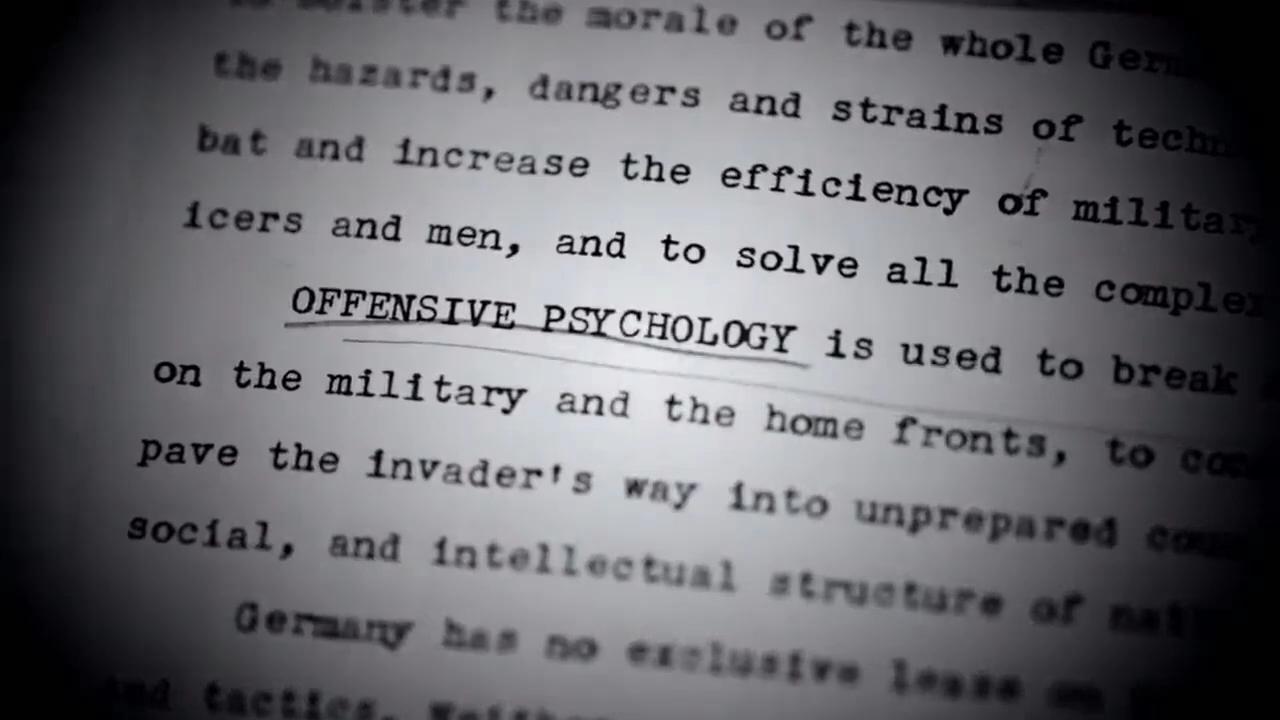 the morale of the whole
the hazards, dangers and strains of
bat and increase the efficiency of
icers and men, and to solve all the
OFFENSIVE PSYCHOLOGY is used to break
on the military and the home fronts, to
pave the invader's way into unprepared
social, and intellectual structure of
Germany has no exclusive lease on
and tactics.